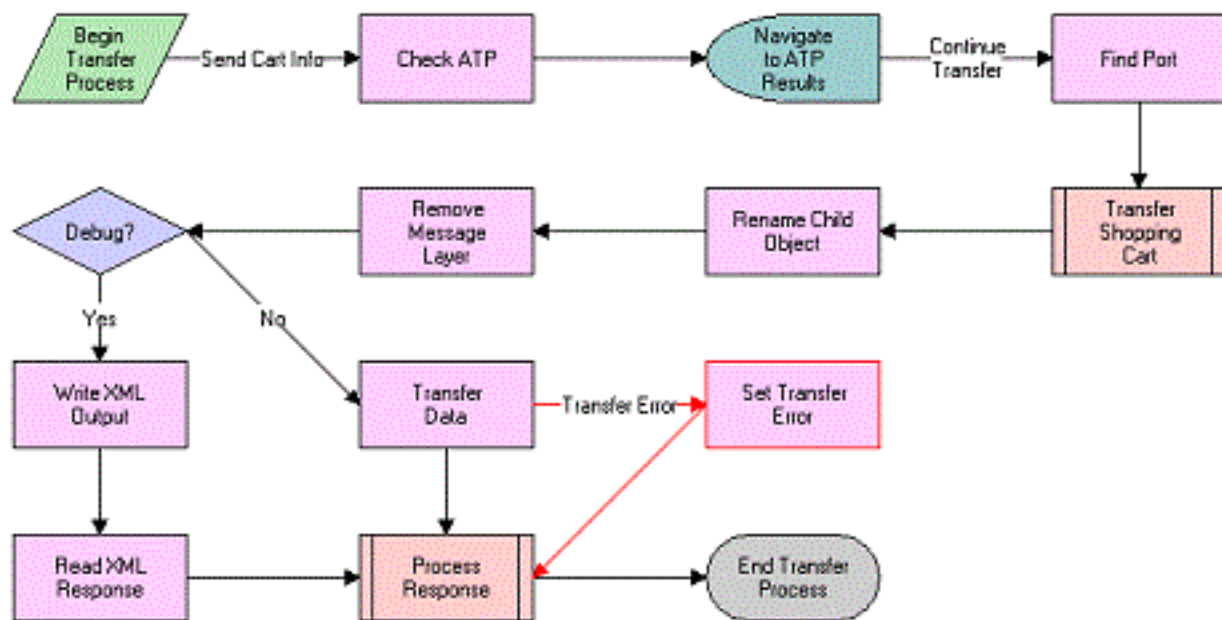 Begin
Transfer
Process
Send Cart Info
Check ATP
Navigate
to ATP
Results
Continue
Transfer
Find Port
Debug?
Remove
Message
Layer
Rename Child
Object
Transfer
Shopping
Cart
Yes
No
Write XML
Output
Transfer
Data
Transfer Error
Set Transfer
Error
Read XML
Response
Process
Response
End Transfer
Process